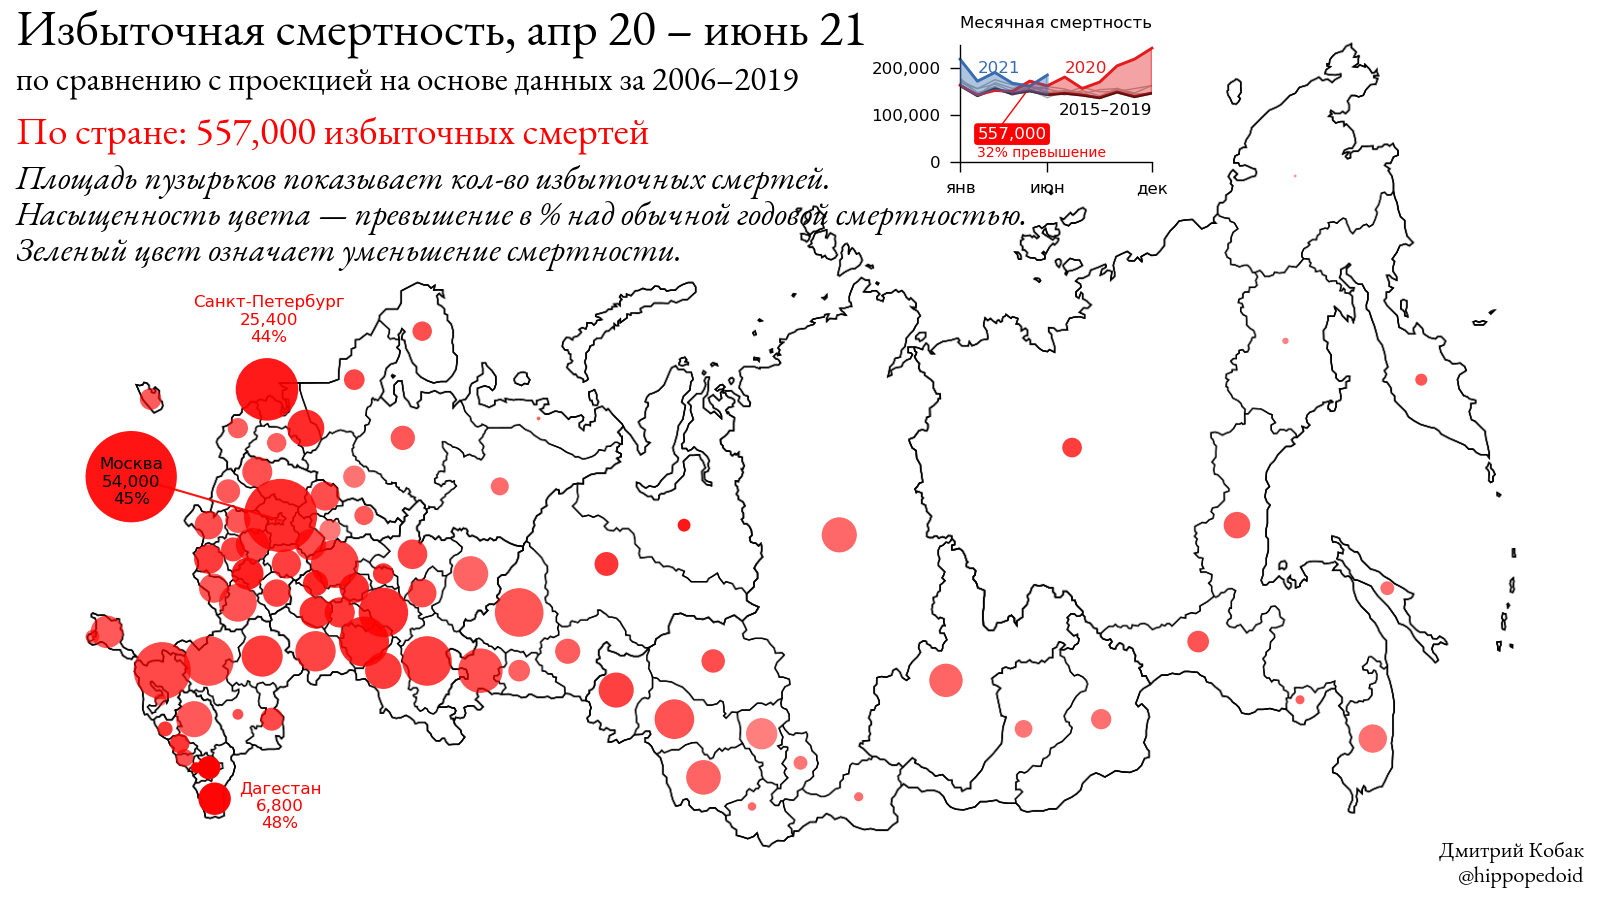 Избыточная смертность, апр 20 – июнь 21
по сравнению с проекцией на основе данных за 2006–2019
По стране: 557,000 избыточных смертей
Площадь пузырьков показывает кол-во избыточных смертей.
Насыщенность цвета — превышение в % над обычной годовой смертностью.
Зеленый цвет означает уменьшение смертности.
Месячная смертность
200,000
100,000
0
2021
2020
2015–2019
557,000
32% превышение
янв
июн
дек
Санкт-Петербург
25,400
44%
Москва
54,000
45%
Дагестан
6,800
48%
Дмитрий Кобак
@hippopedoid